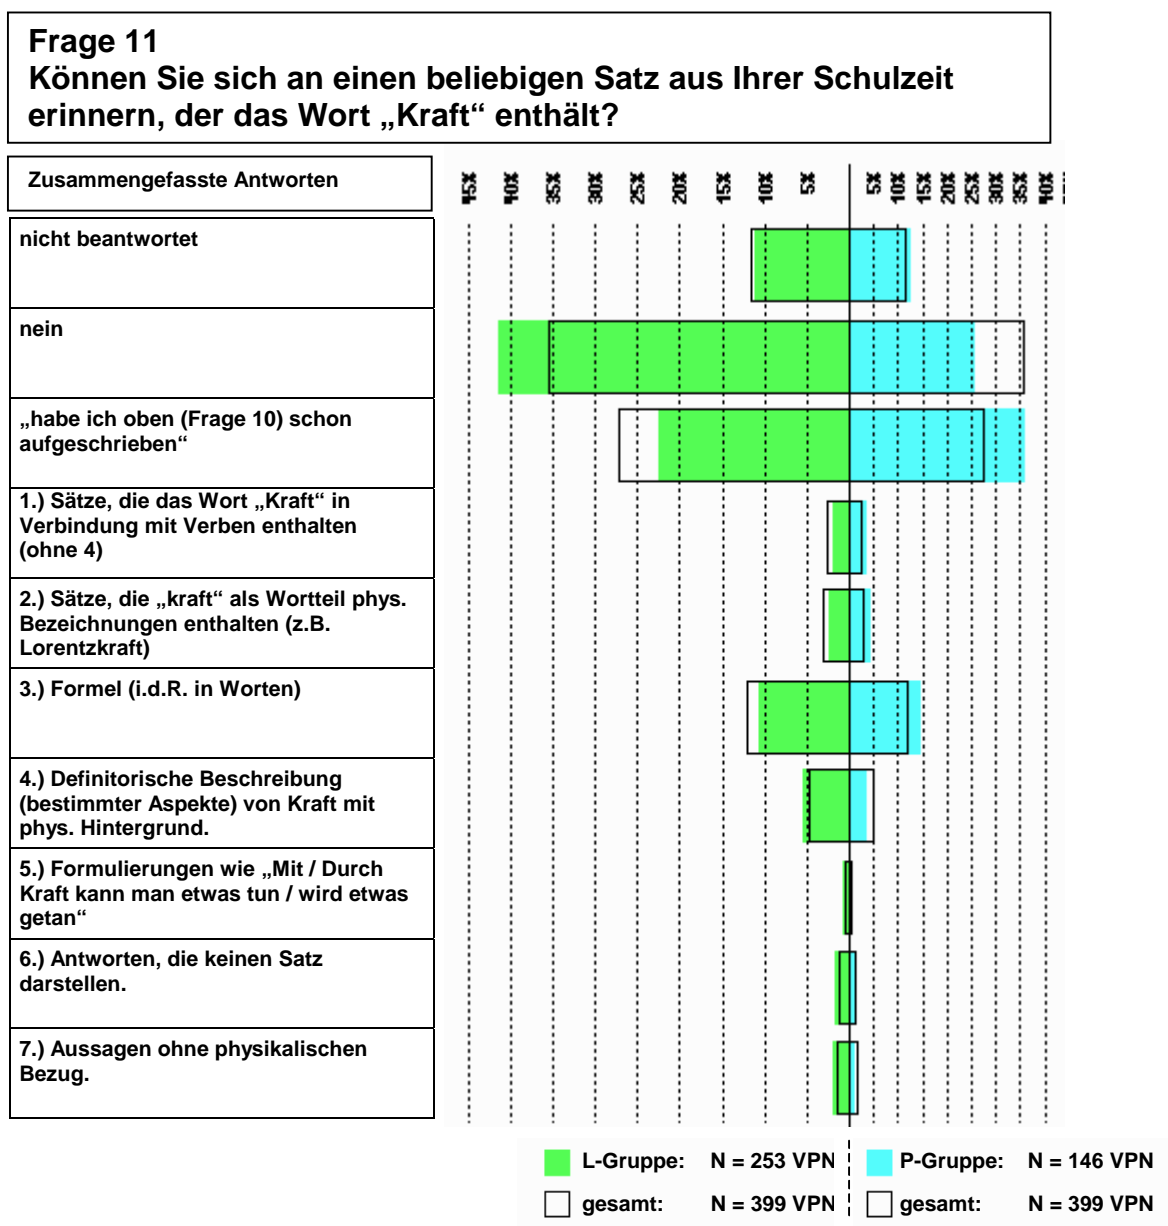 Frage 11
Können Sie sich an einen beliebigen Satz aus Ihrer Schulzeit
erinnern, der das Wort „Kraft“ enthält?
Zusammengefasste Antworten
45% 40% 35% 30% 25% 20% 15% 10% 5% 5% 10% 15% 20% 25% 30% 35% 40%
nicht beantwortet
nein
„habe ich oben (Frage 10) schon
aufgeschrieben“
1.) Sätze, die das Wort „Kraft“ in
Verbindung mit Verben enthalten
(ohne 4)
2.) Sätze, die „kraft“ als Wortteil phys.
Bezeichnungen enthalten (z.B.
Lorentzkraft)
3.) Formel (i.d.R. in Worten)
4.) Definitorische Beschreibung
(bestimmter Aspekte) von Kraft mit
phys. Hintergrund.
5.) Formulierungen wie „Mit / Durch
Kraft kann man etwas tun / wird etwas
getan“
6.) Antworten, die keinen Satz
darstellen.
7.) Aussagen ohne physikalischen
Bezug.
L-Gruppe: N = 253 VPN P-Gruppe: N = 146 VPN
gesamt: N = 399 VPN gesamt: N = 399 VPN